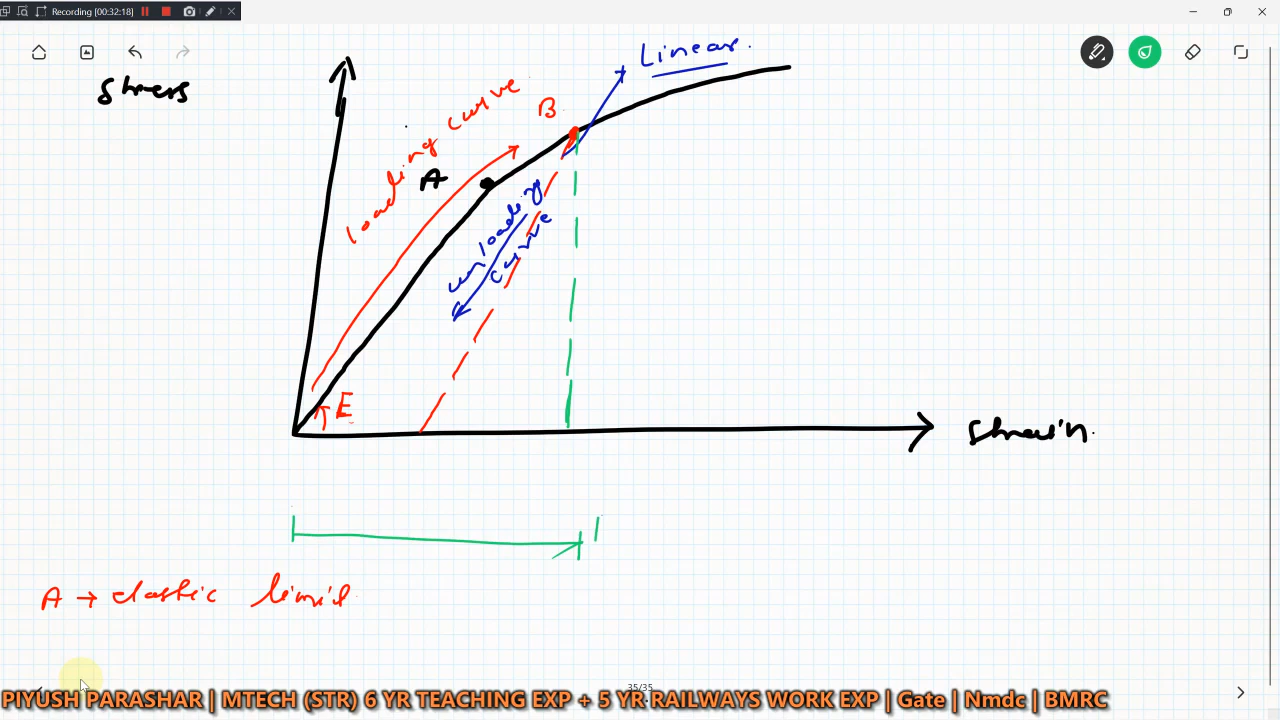 Recording [00:32:18]
Linear.
Stress
loading curve
B
A
unloading
curve
E
Strain.
A → elastic limit
35/35
PIYUSH PARASHAR | MTECH (STR) 6 YR TEACHING EXP + 5 YR RAILWAYS WORK EXP | Gate | Nmdc | BMRC